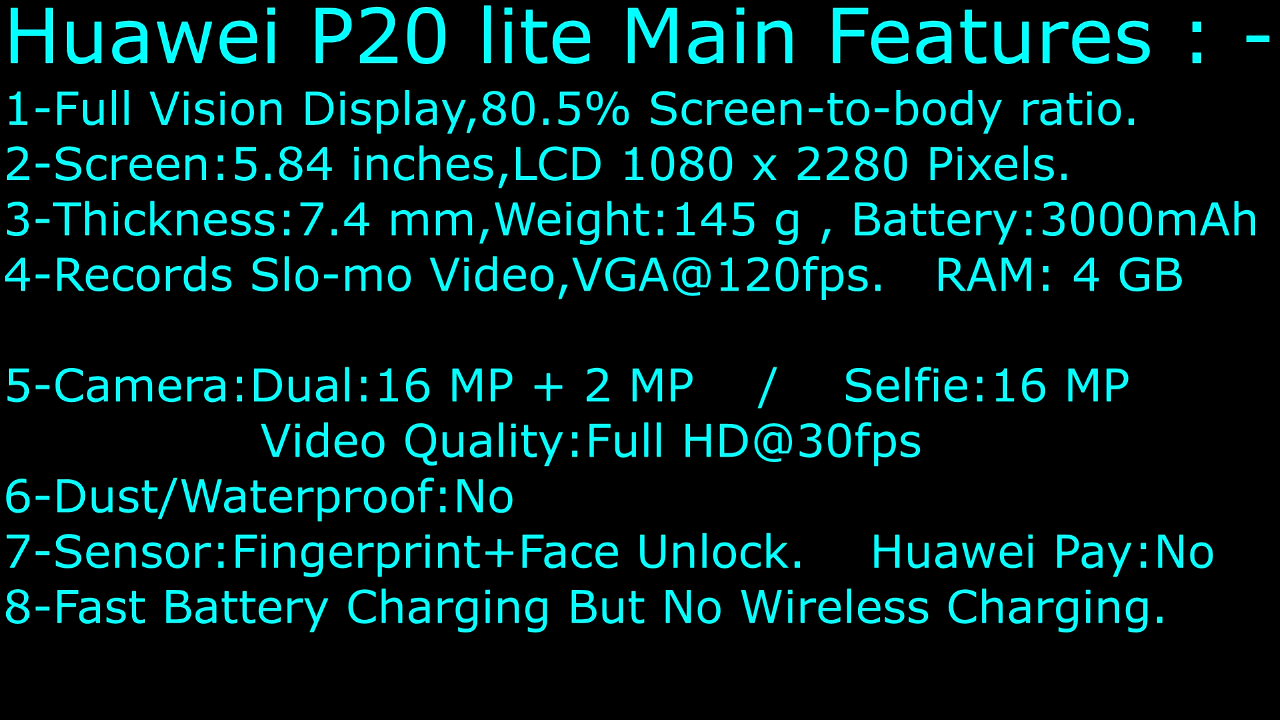 Huawei P20 lite Main Features : -
1-Full Vision Display,80.5% Screen-to-body ratio.
2-Screen:5.84 inches,LCD 1080 x 2280 Pixels.
3-Thickness:7.4 mm,Weight:145 g , Battery:3000mAh
4-Records Slo-mo Video,VGA@120fps. RAM: 4 GB
5-Camera:Dual:16 MP + 2 MP / Selfie:16 MP
Video Quality:Full HD@30fps
6-Dust/Waterproof:No
7-Sensor:Fingerprint+Face Unlock. Huawei Pay:No
8-Fast Battery Charging But No Wireless Charging.